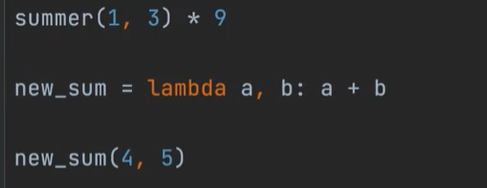 summer(1, 3) * 9
new_sum = lambda a, b: a + b
new_sum(4, 5)